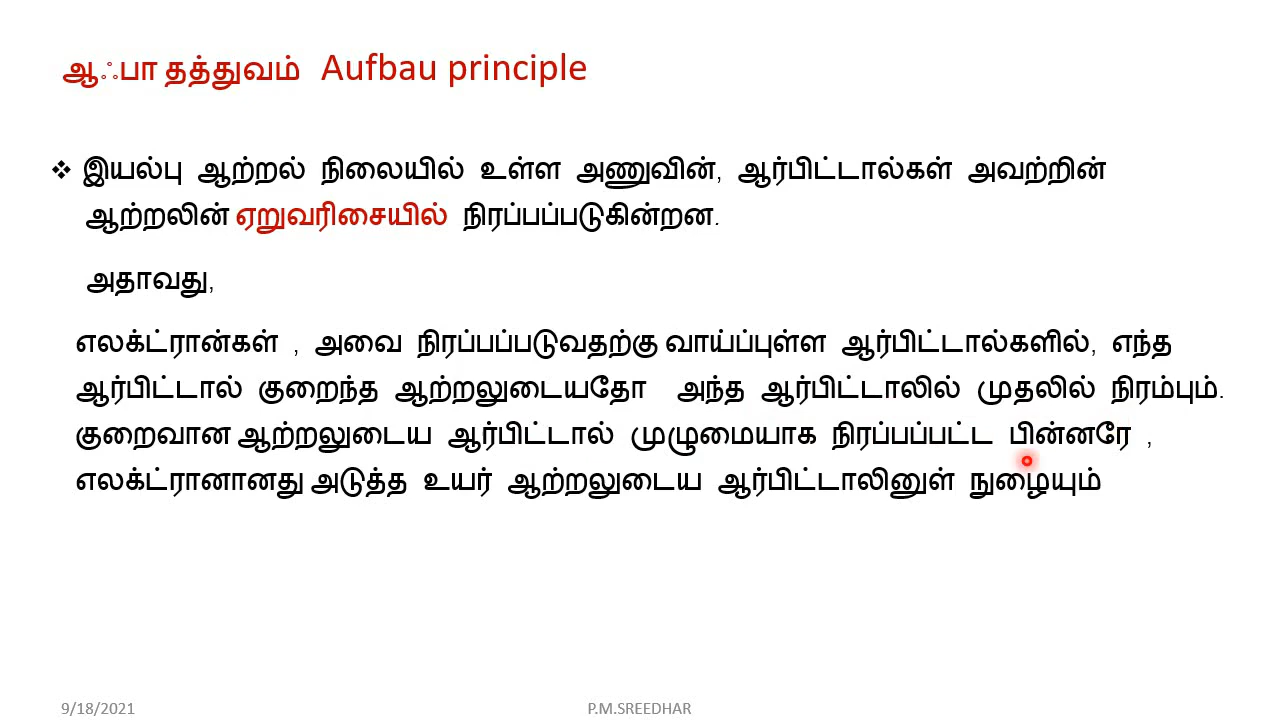 ஆஃபா தத்துவம் Aufbau principle
❖ இயல்பு ஆற்றல் நிலையில் உள்ள அணுவின், ஆர்பிட்டால்கள் அவற்றின்
ஆற்றலின் ஏறுவரிசையில் நிரப்பப்படுகின்றன.
அதாவது,
எலக்ட்ரான்கள் , அவை நிரப்பப்படுவதற்கு வாய்ப்புள்ள ஆர்பிட்டால்களில், எந்த
ஆர்பிட்டால் குறைந்த ஆற்றலுடையதோ அந்த ஆர்பிட்டாலில் முதலில் நிரம்பும்.
குறைவான ஆற்றலுடைய ஆர்பிட்டால் முழுமையாக நிரப்பப்பட்ட பின்னரே ,
எலக்ட்ரானானது அடுத்த உயர் ஆற்றலுடைய ஆர்பிட்டாலினுள் நுழையும்
9/18/2021 P.M.SREEDHAR